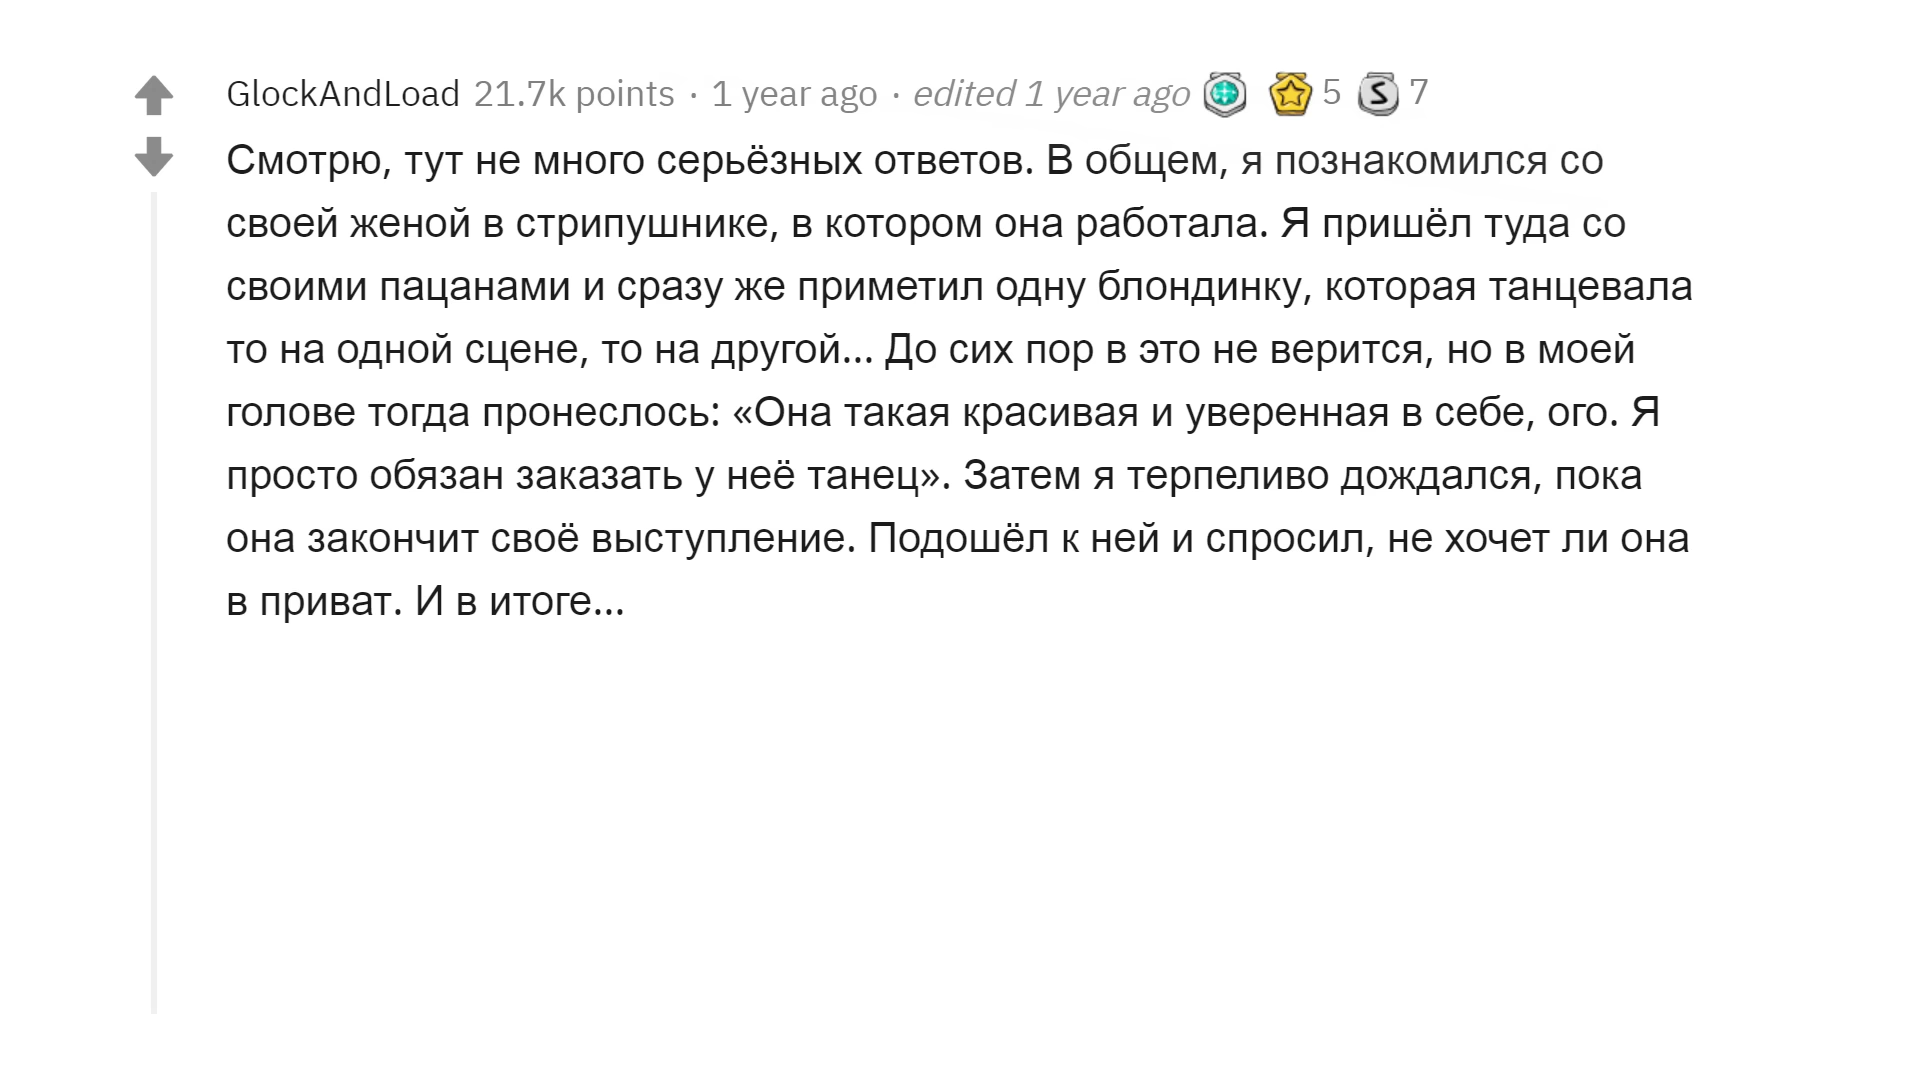 GlockAndLoad 21.7k points · 1 year ago · edited 1 year ago 5 7
Смотрю, тут не много серьёзных ответов. В общем, я познакомился со
своей женой в стрипушнике, в котором она работала. Я пришёл туда со
своими пацанами и сразу же приметил одну блондинку, которая танцевала
то на одной сцене, то на другой... До сих пор в это не верится, но в моей
голове тогда пронеслось: «Она такая красивая и уверенная в себе, ого. Я
просто обязан заказать у неё танец». Затем я терпеливо дождался, пока
она закончит своё выступление. Подошёл к ней и спросил, не хочет ли она
в приват. И в итоге...